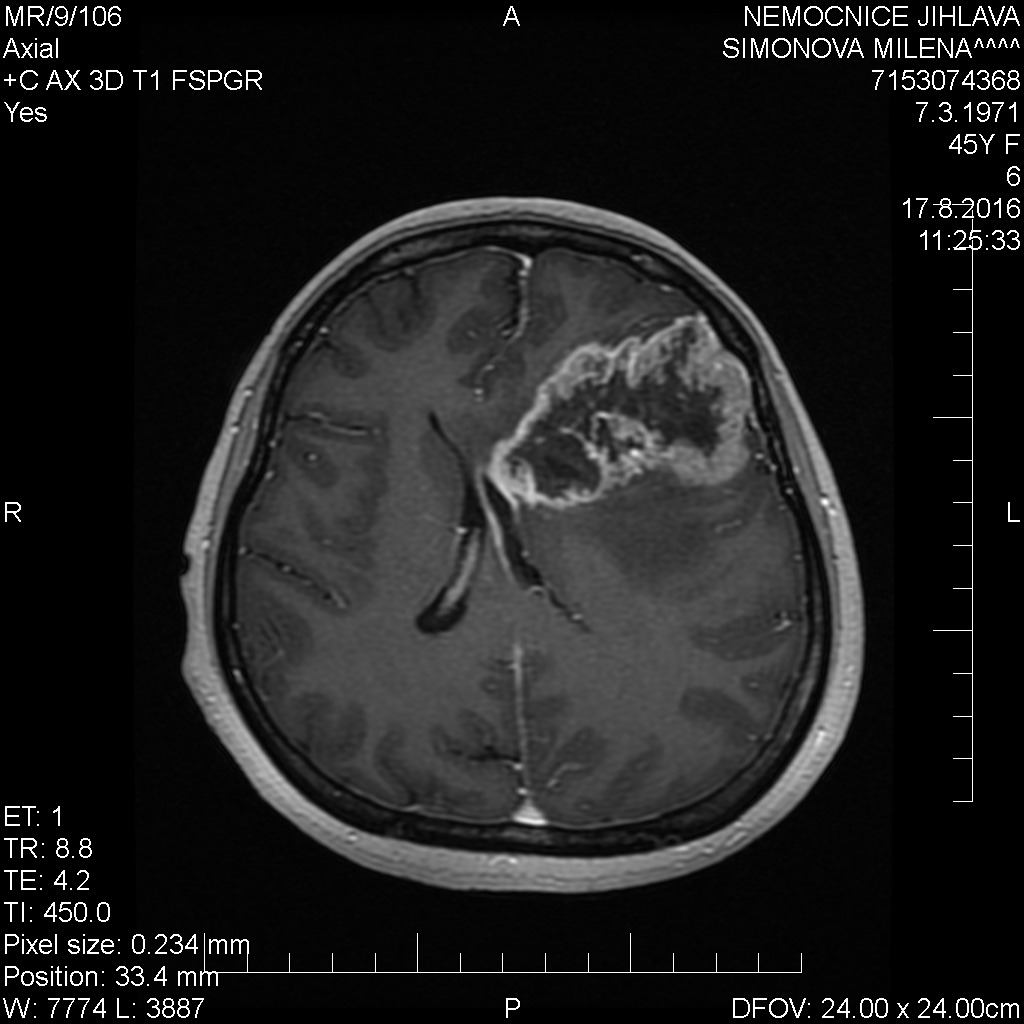 MR/9/106
Axial
+C AX 3D T1 FSPGR
Yes
A
NEMOCNICE JIHLAVA
SIMONOVA MILENA^^^^
7153074368
7.3.1971
45Y F
6
17.8.2016
11:25:33
R
L
ET: 1
TR: 8.8
TE: 4.2
TI: 450.0
Pixel size: 0.234 mm
Position: 33.4 mm
W: 7774 L: 3887
P
DFOV: 24.00 x 24.00cm